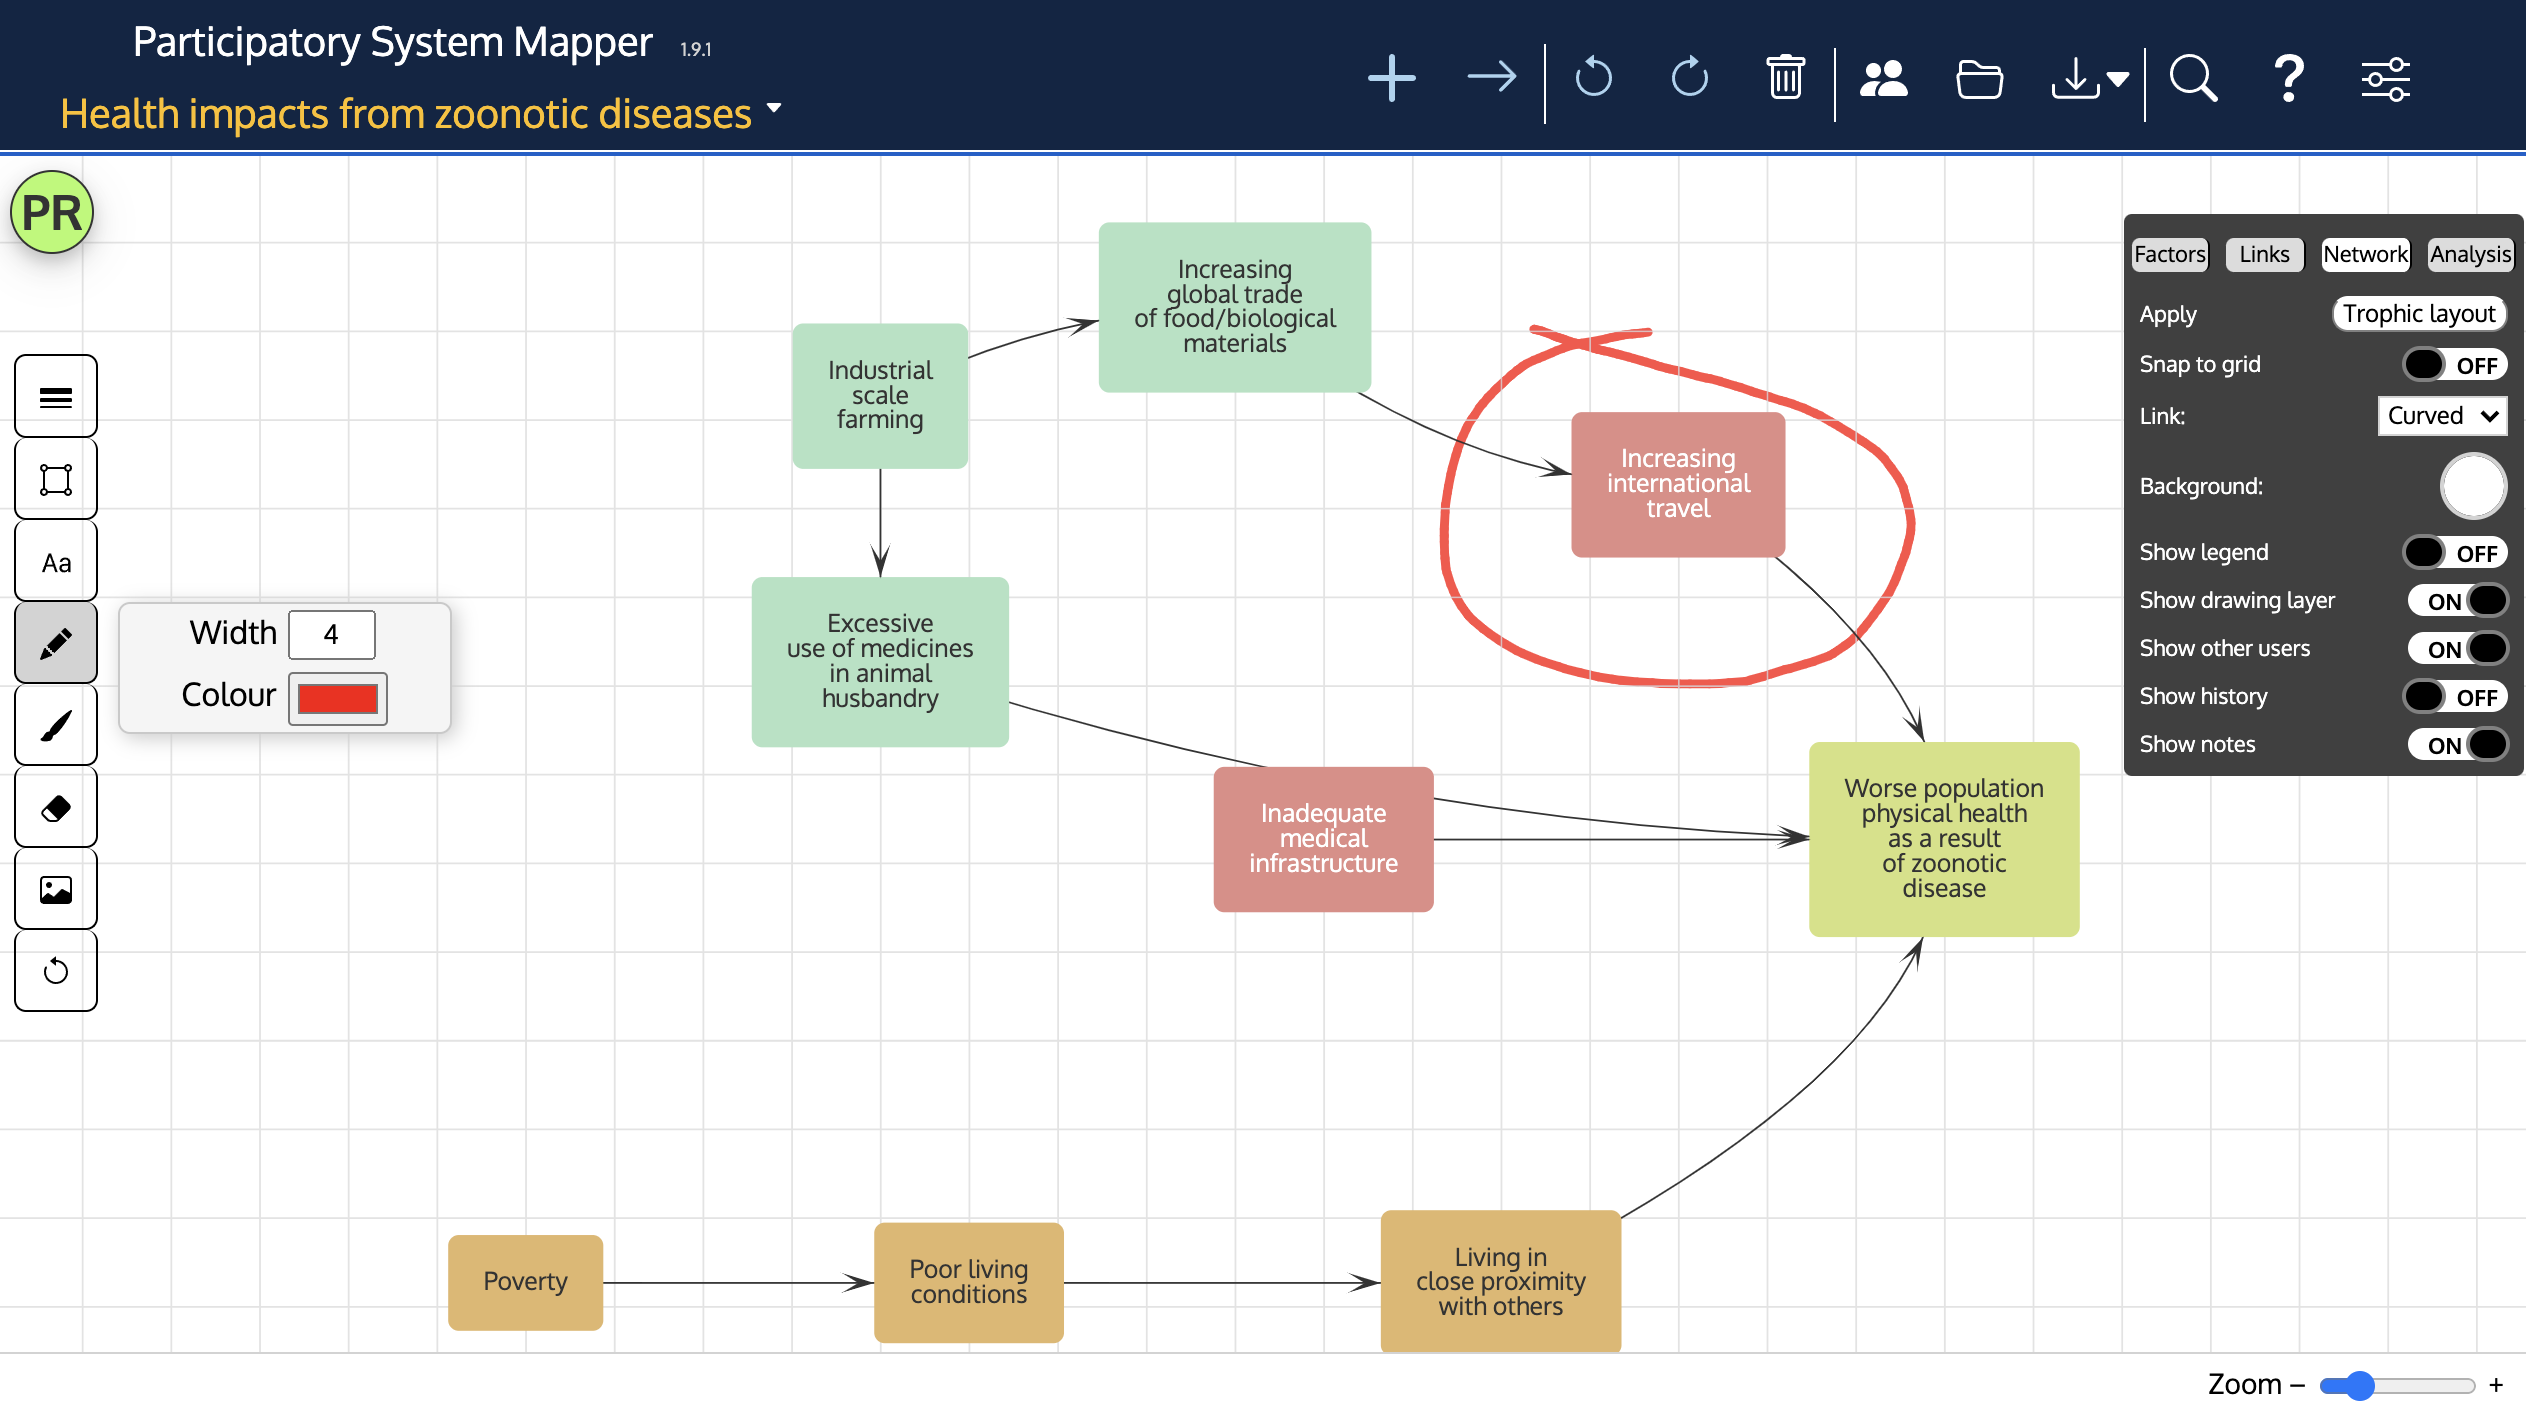 Participatory System Mapper 1.9.1
Health impacts from zoonotic diseases
PR
Aa
Width 4
Colour
Increasing
global trade
of food/biological
materials
Industrial
scale
farming
Increasing
international
travel
Excessive
use of medicines
in animal
husbandry
Inadequate
medical
infrastructure
Worse population
physical health
as a result
of zoonotic
disease
Poverty
Poor living
conditions
Living in
close proximity
with others
Factors Links Network Analysis
Apply Trophic layout
Snap to grid OFF
Link: Curved
Background:
Show legend OFF
Show drawing layer ON
Show other users ON
Show history OFF
Show notes ON
Zoom − +